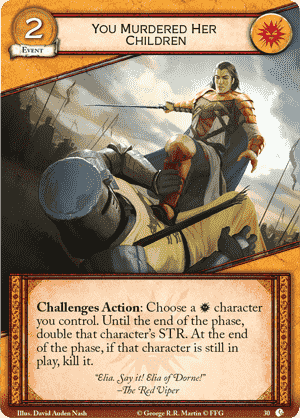 2
EVENT
YOU MURDERED HER
CHILDREN
Challenges Action: Choose a character
you control. Until the end of the phase,
double that character's STR. At the end
of the phase, if that character is still in
play, kill it.
"Elia. Say it! Elia of Dorne!"
–The Red Viper
Illus. David Auden Nash
© George R.R. Martin © FFG
30